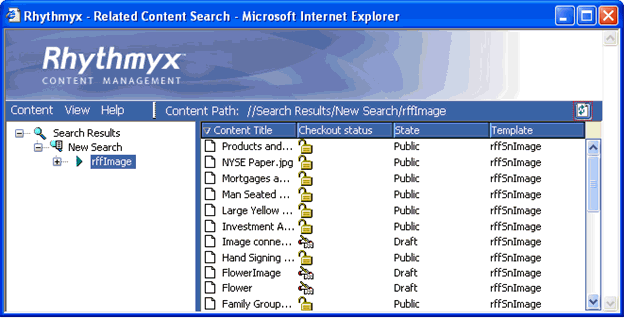 Rhythmyx - Related Content Search - Microsoft Internet Explorer
Rhythmyx™
CONTENT MANAGEMENT
Content View Help Content Path: //Search Results/New Search/rffImage
Search Results
New Search
rffImage
Content Title Checkout status State Template
Products and... Public rffSnImage
NYSE Paper.jpg Public rffSnImage
Mortgages a... Public rffSnImage
Man Seated ... Public rffSnImage
Large Yellow ... Public rffSnImage
Investment A... Public rffSnImage
Image conne... Draft rffSnImage
Hand Signing ... Public rffSnImage
FlowerImage Draft rffSnImage
Flower Draft rffSnImage
Family Group... Public rffSnImage